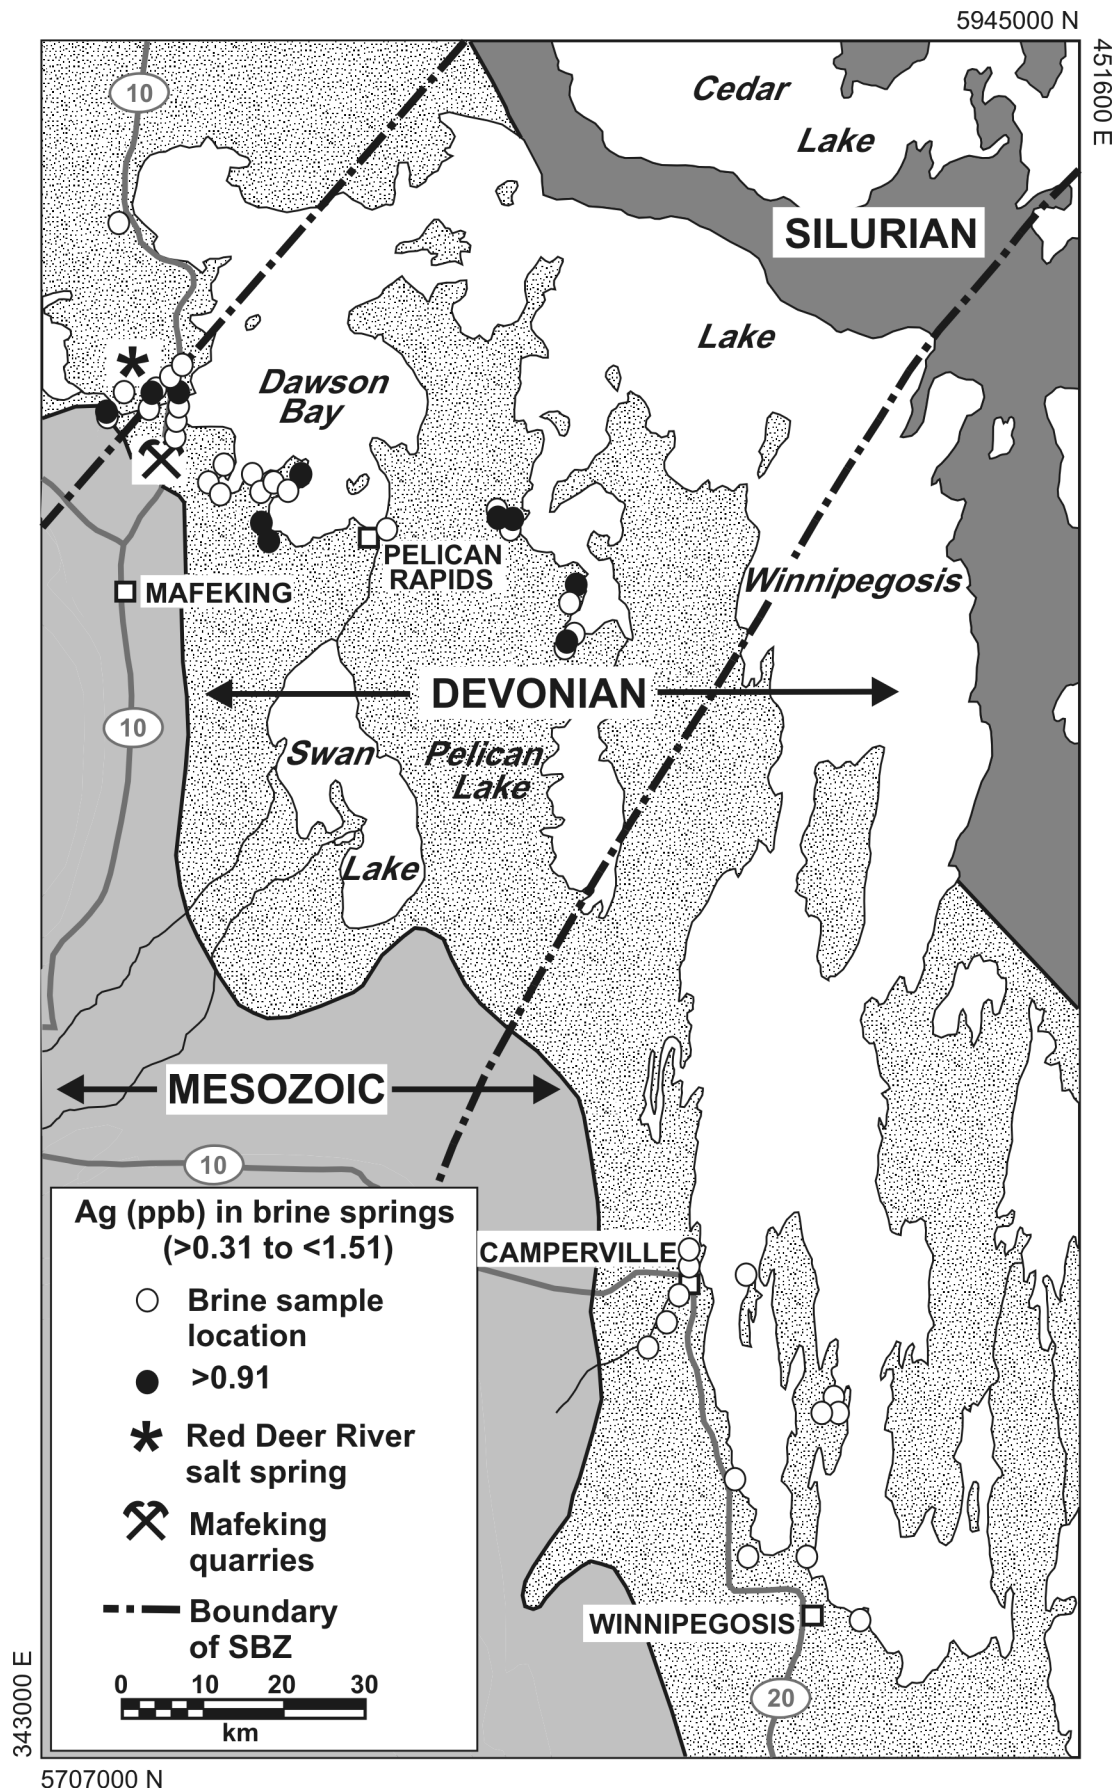 5945000 N
451600 E
10
Cedar
Lake
SILURIAN
Lake
Dawson
Bay
PELICAN
RAPIDS
Winnipegosis
MAFEKING
DEVONIAN
10
Swan
Pelican
Lake
Lake
MESOZOIC
10
Ag (ppb) in brine springs
(>0.31 to <1.51)
CAMPERVILLE
Brine sample
location
>0.91
Red Deer River
salt spring
Mafeking
quarries
Boundary
of SBZ
WINNIPEGOSIS
0 10 20 30
km
20
343000 E
5707000 N